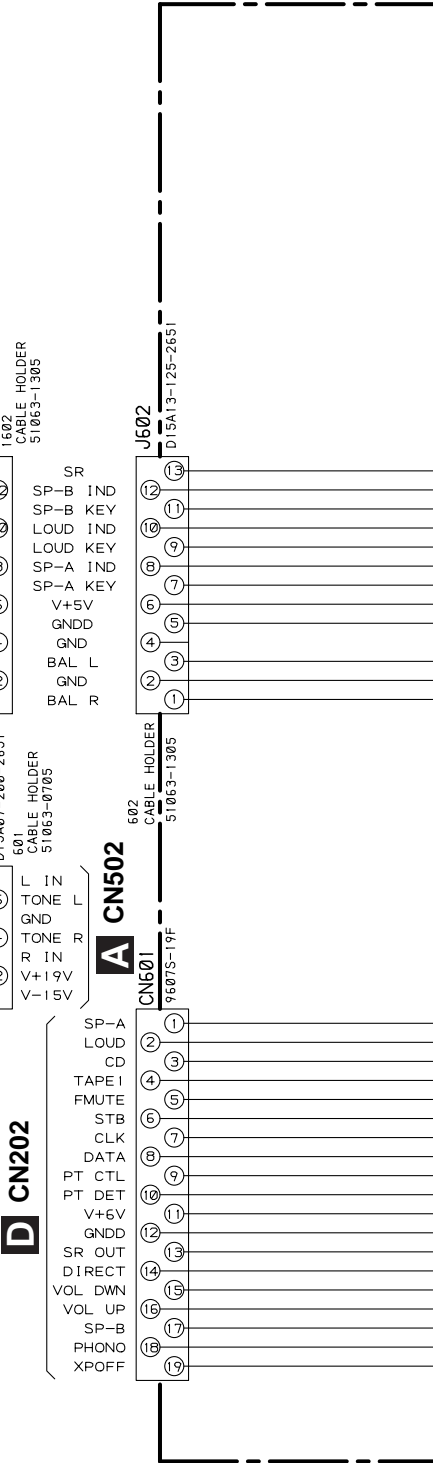 1602
CABLE HOLDER
51063-1305
J602
D15A13-125-2651
SR 13
SP-B IND 12
SP-B KEY 11
LOUD IND 10
LOUD KEY 9
SP-A IND 8
SP-A KEY 7
V+5V 6
GNDD 5
GND 4
BAL L 3
GND 2
BAL R 1
601
CABLE HOLDER
51063-0705
602
CABLE HOLDER
51063-1305
L IN
TONE L
GND
TONE R
R IN
V+19V
V-15V
A CN502
CN601
9607S-19F
D CN202
SP-A 1
LOUD 2
CD 3
TAPE1 4
FMUTE 5
STB 6
CLK 7
DATA 8
PT CTL 9
PT DET 10
V+6V 11
GNDD 12
SR OUT 13
DIRECT 14
VOL DWN 15
VOL UP 16
SP-B 17
PHONO 18
XPOFF 19